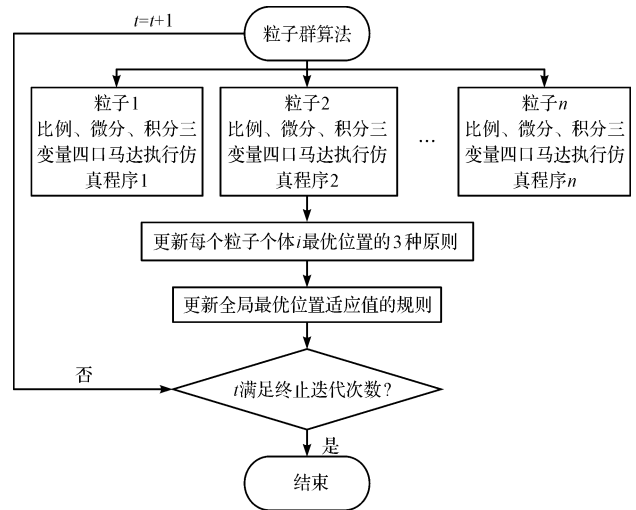 t=t+1
粒子群算法
粒子1
比例、微分、积分三
变量四口马达执行仿
真程序1
粒子2
比例、微分、积分三
变量四口马达执行仿
真程序2
…
粒子n
比例、微分、积分三
变量四口马达执行仿
真程序n
更新每个粒子个体i最优位置的3种原则
更新全局最优位置适应值的规则
否
t满足终止迭代次数?
是
结束